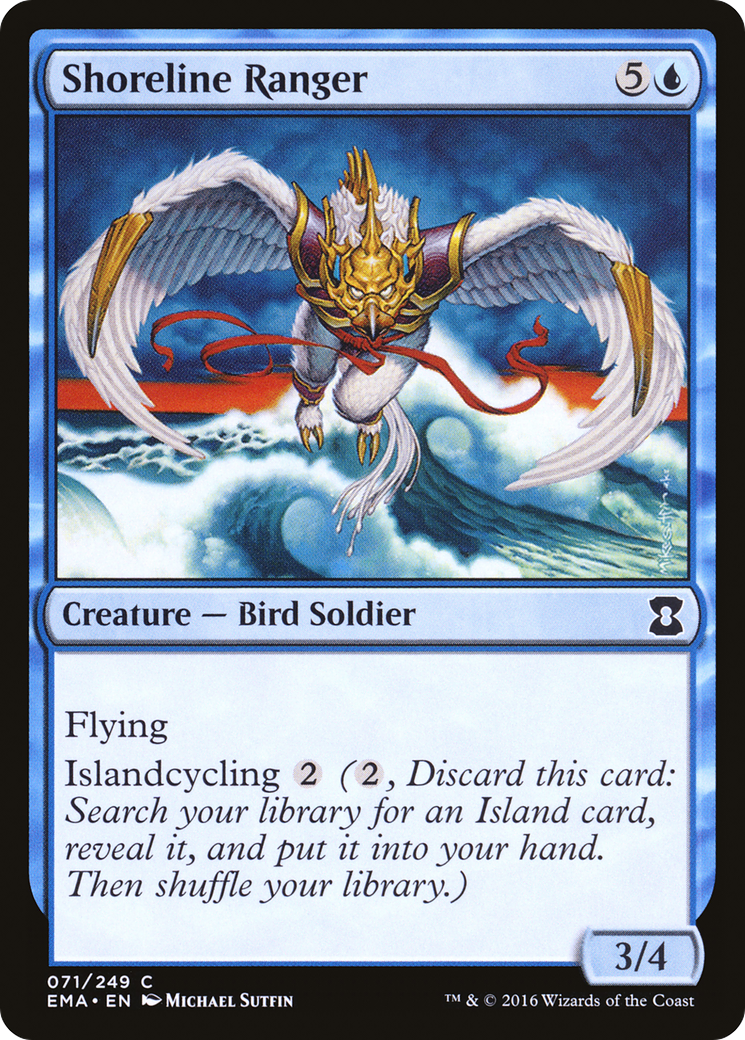 Shoreline Ranger 5
Creature — Bird Soldier
Flying
Islandcycling 2 (2, Discard this card:
Search your library for an Island card,
reveal it, and put it into your hand.
Then shuffle your library.)
3/4
071/249 C
EMA • EN Michael Sutfin ™ & © 2016 Wizards of the Coast